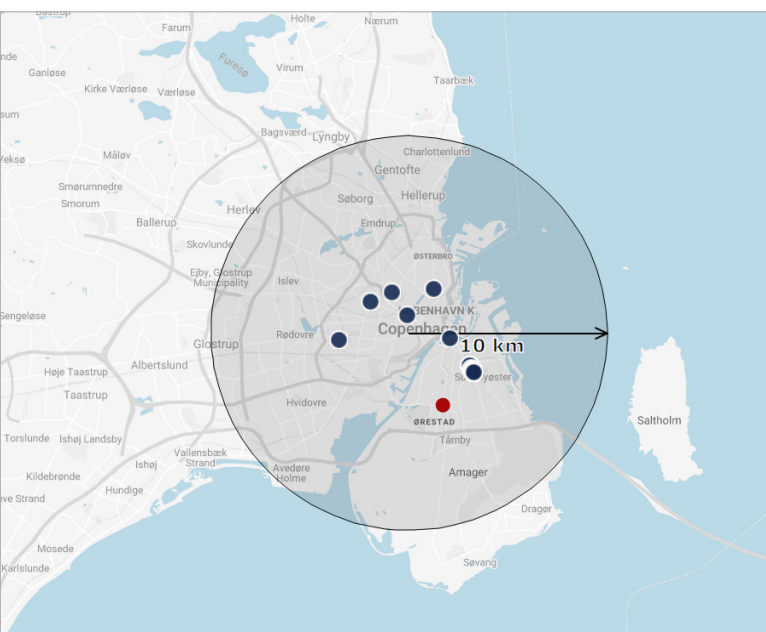 Holte
Nærum
Farum
Furesø
Virum
Ganløse
Taarbæk
Kirke Værløse
Værløse
Bagsværd
Lyngby
Charlottenlund
Måløv
Gentofte
Smørumnedre
Søborg
Hellerup
Smorum
Herlev
Ballerup
Emdrup
Skovlunde
ØSTERBRO
Ejby, Glostrup
Municipality
Islev
BENHAVN K
Sengeløse
Rødovre
Copenhagen
Glostrup
10 km
Albertslund
Høje Taastrup
Taastrup
Hvidovre
Saltholm
ØRESTAD
Torslunde
Ishøj Landsby
Tårnby
Vallensbæk
Strand
Ishøj
Avedøre
Holme
Amager
Kildebrønde
Hundige
ve Strand
Dragør
Mosede
Søvang
Karlslunde